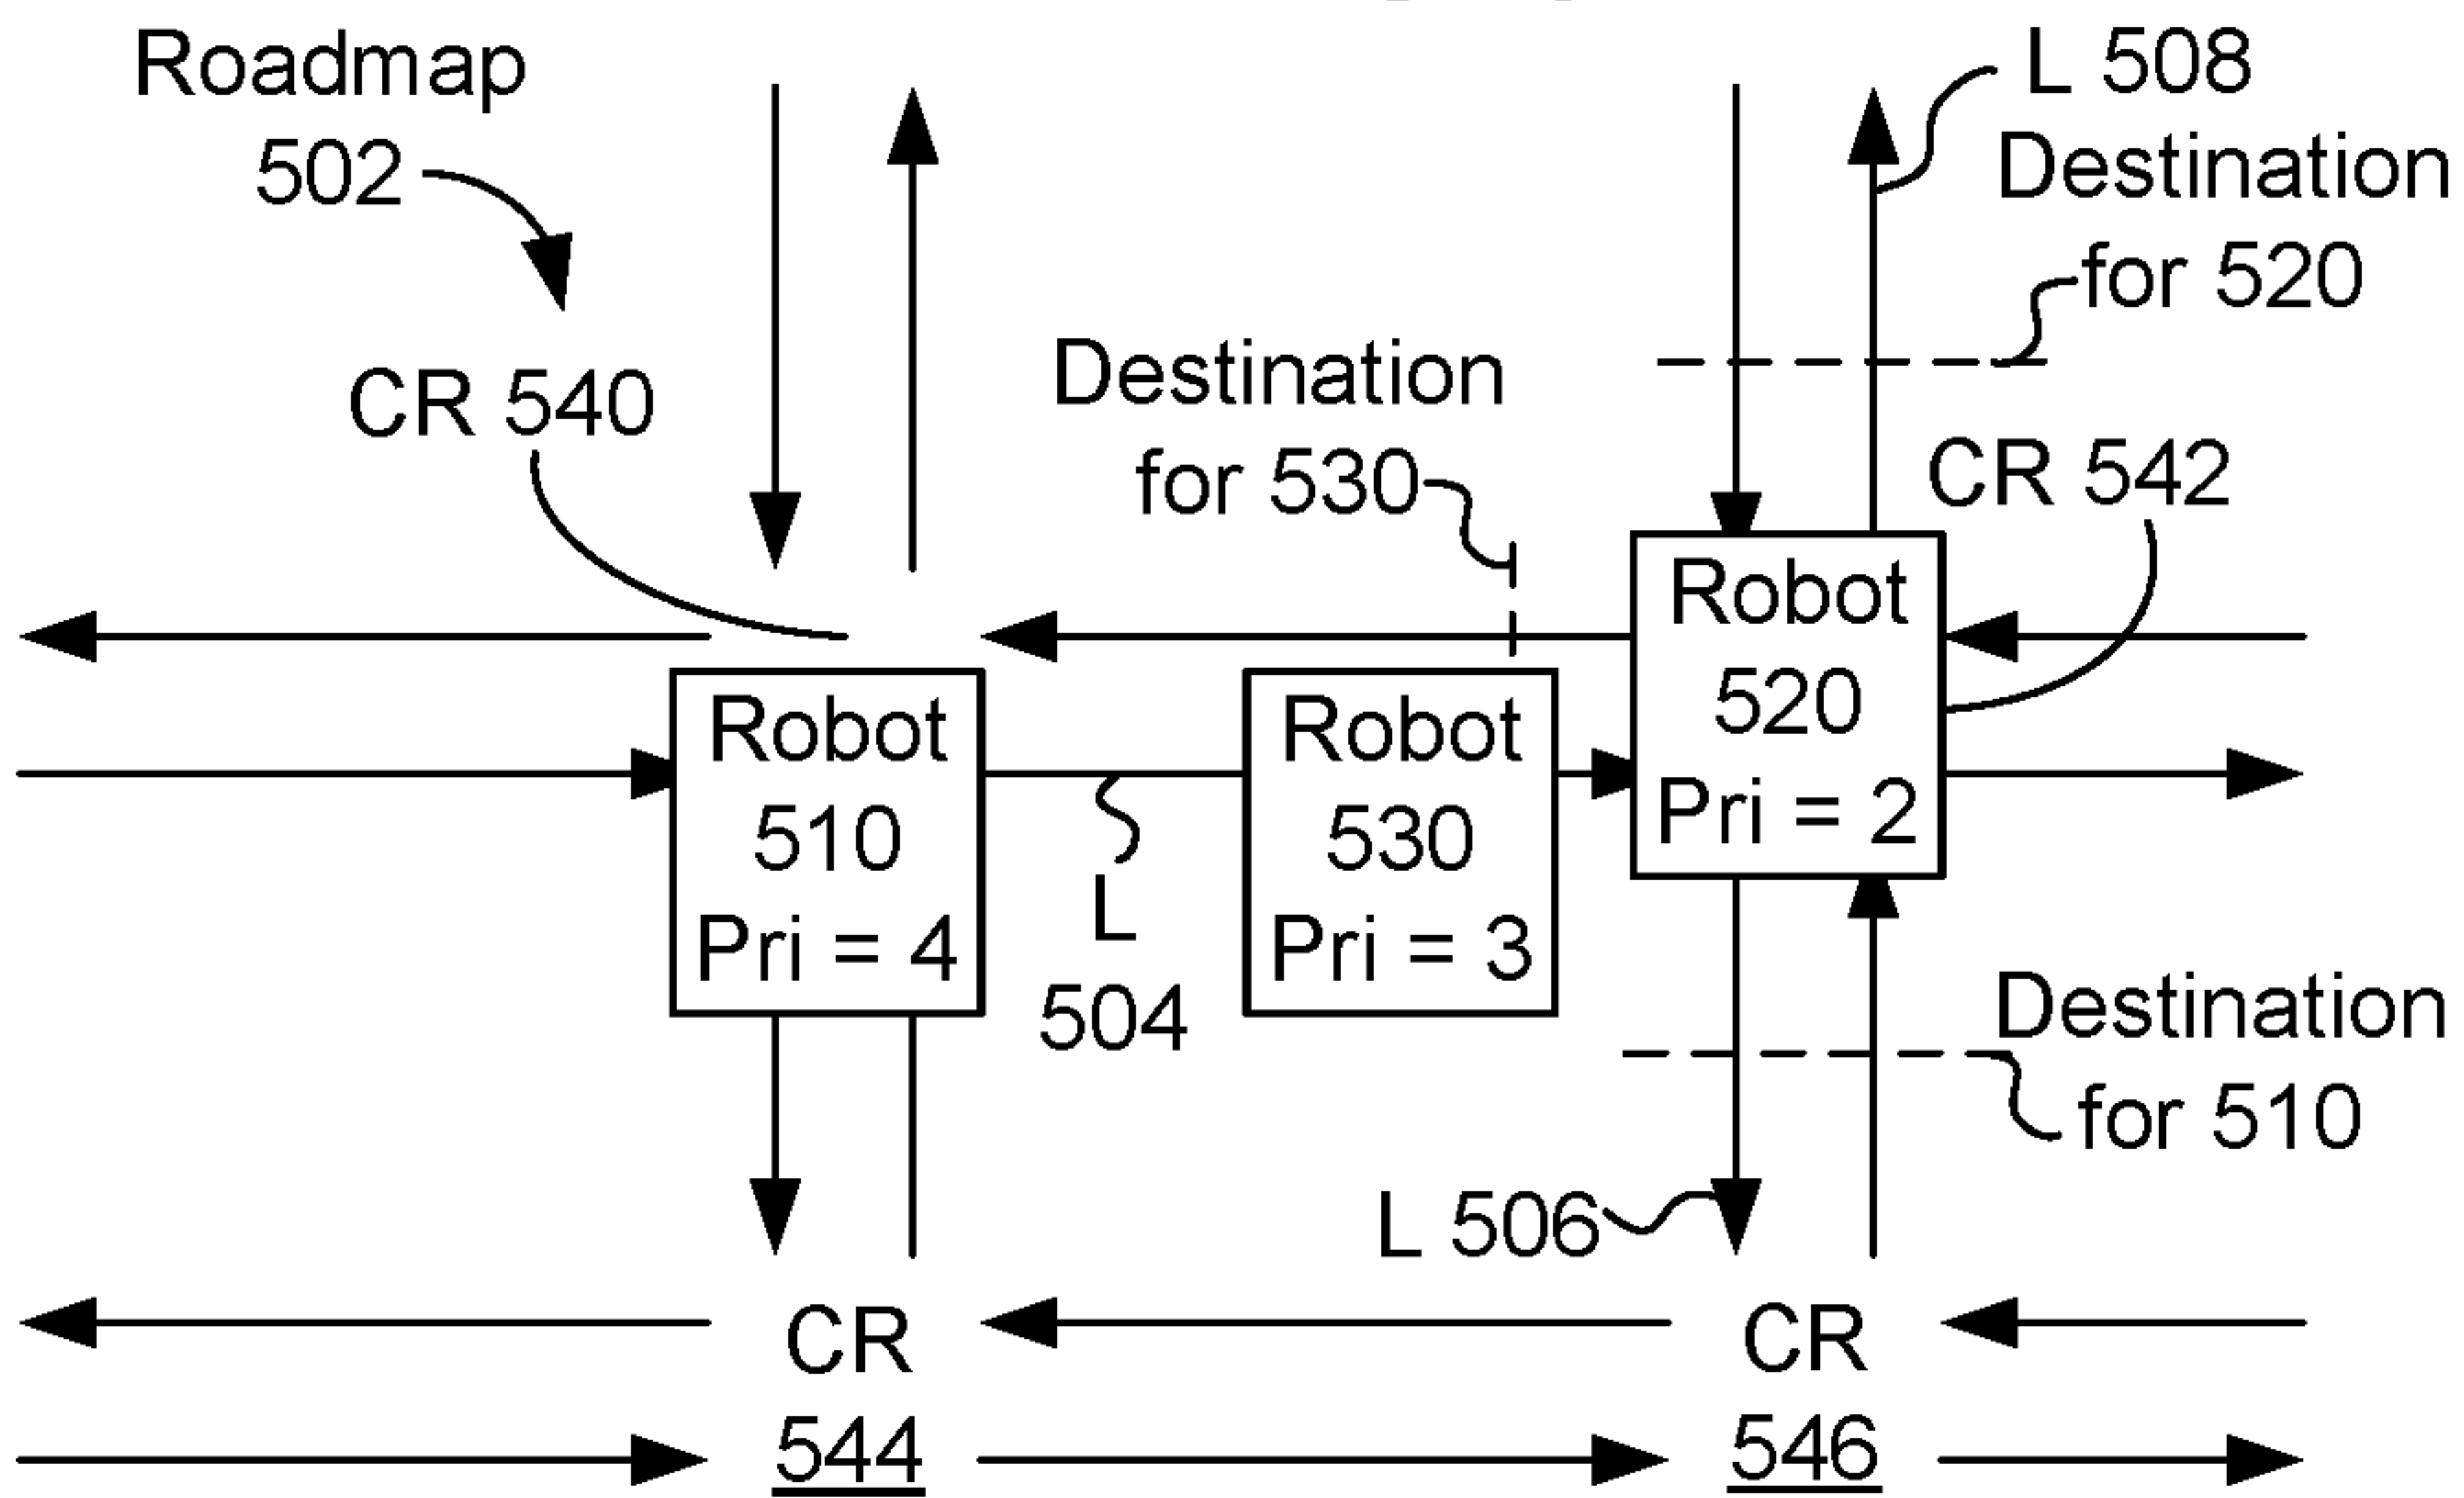 Roadmap
502
L 508
Destination
for 520
CR 540
Destination
for 530
CR 542
Robot
520
Pri = 2
Robot
510
Pri = 4
Robot
530
Pri = 3
L
504
Destination
for 510
L 506
CR
544
CR
546